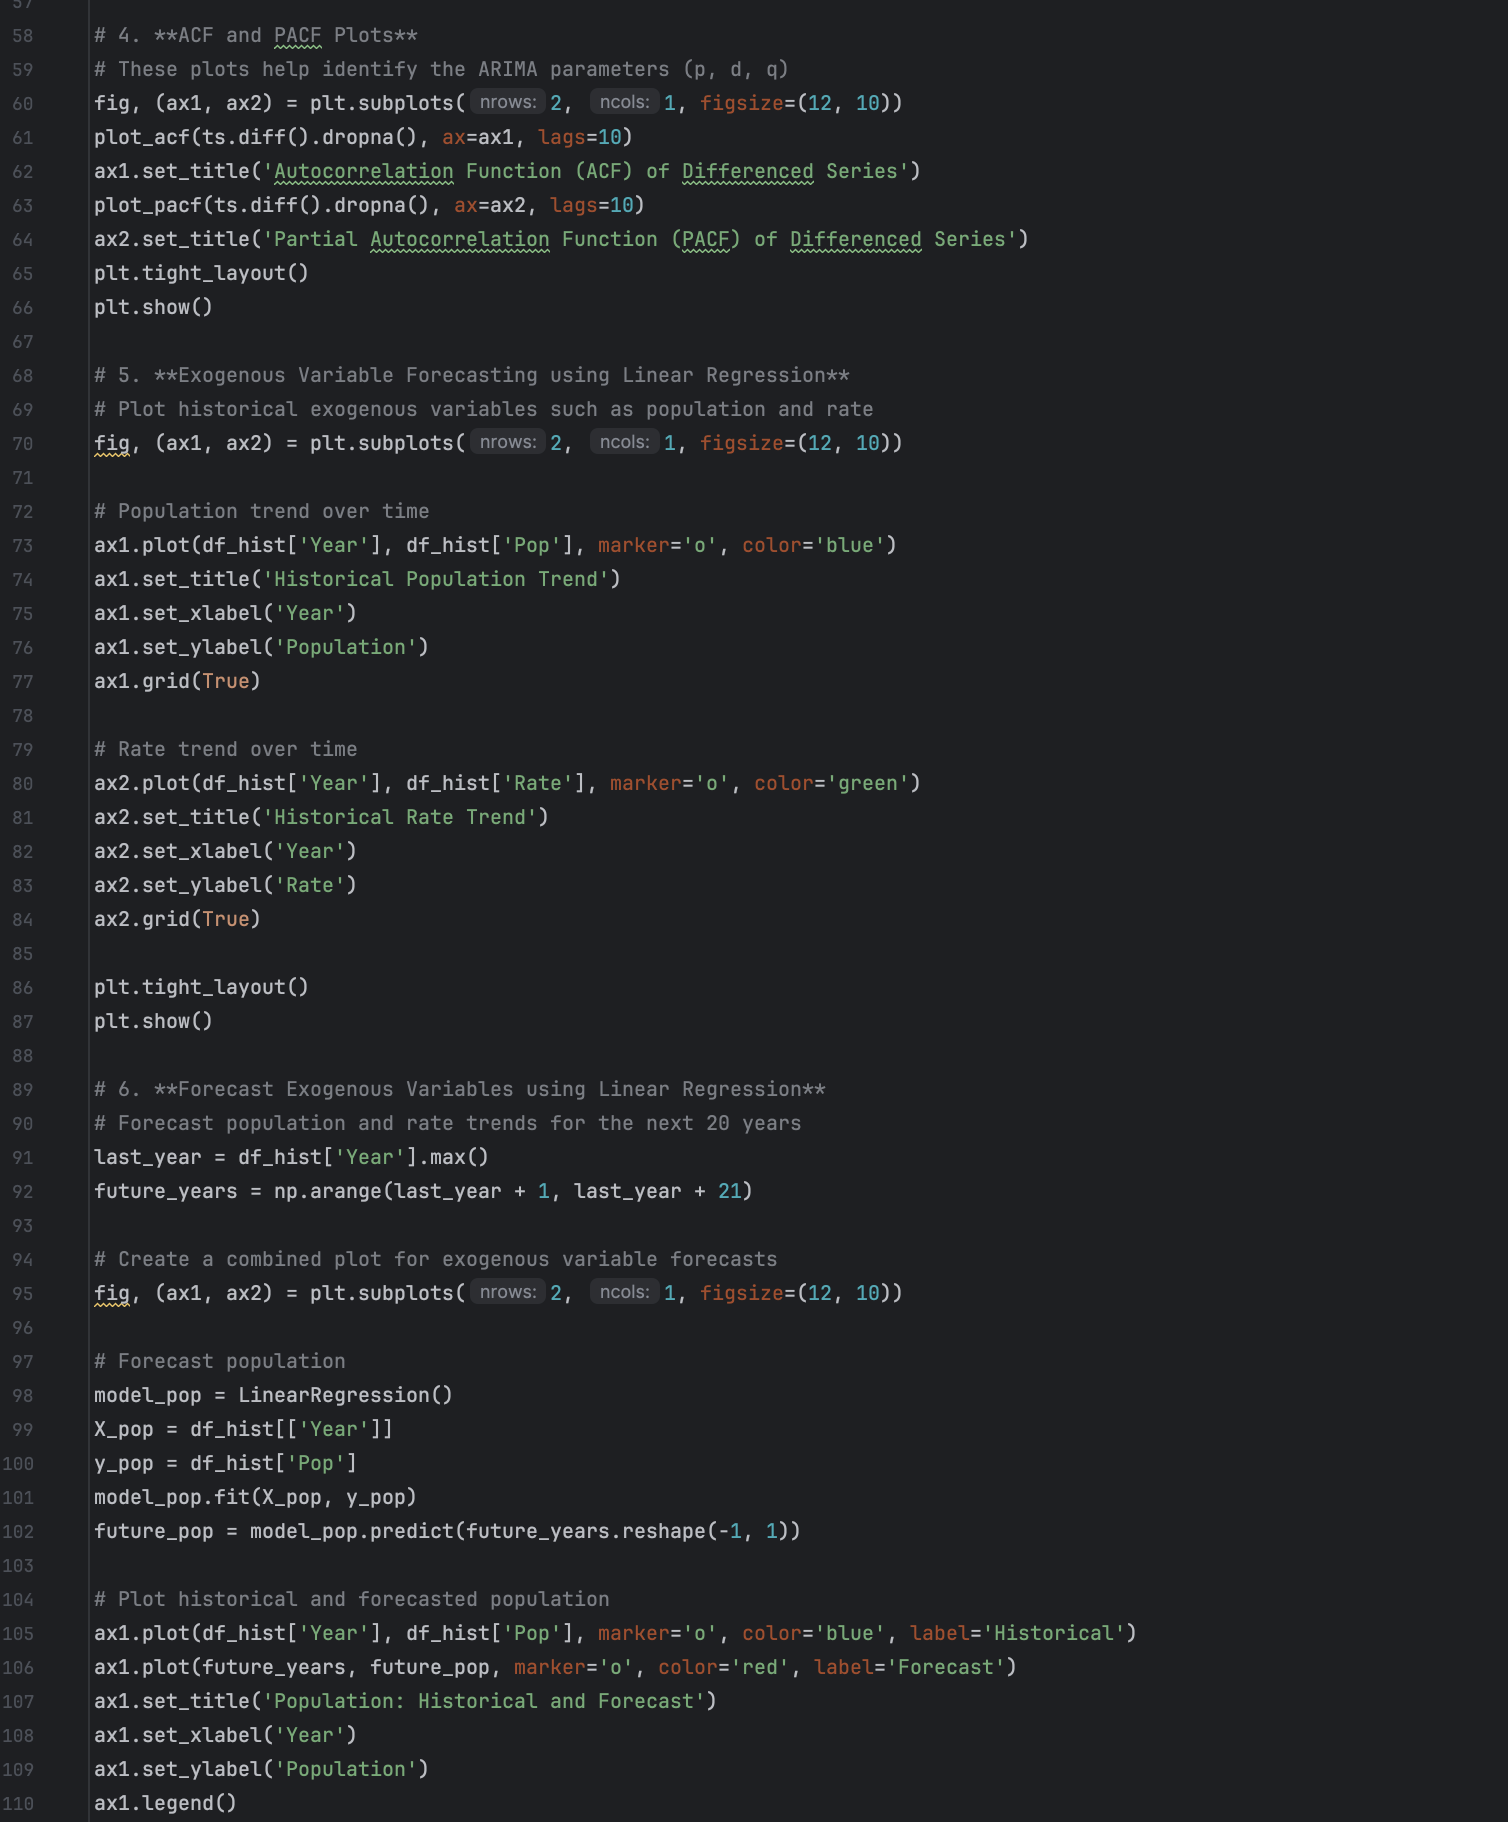 57
58 # 4. **ACF and PACF Plots**
59 # These plots help identify the ARIMA parameters (p, d, q)
60 fig, (ax1, ax2) = plt.subplots( nrows: 2, ncols: 1, figsize=(12, 10))
61 plot_acf(ts.diff().dropna(), ax=ax1, lags=10)
62 ax1.set_title('Autocorrelation Function (ACF) of Differenced Series')
63 plot_pacf(ts.diff().dropna(), ax=ax2, lags=10)
64 ax2.set_title('Partial Autocorrelation Function (PACF) of Differenced Series')
65 plt.tight_layout()
66 plt.show()
67
68 # 5. **Exogenous Variable Forecasting using Linear Regression**
69 # Plot historical exogenous variables such as population and rate
70 fig, (ax1, ax2) = plt.subplots( nrows: 2, ncols: 1, figsize=(12, 10))
71
72 # Population trend over time
73 ax1.plot(df_hist['Year'], df_hist['Pop'], marker='o', color='blue')
74 ax1.set_title('Historical Population Trend')
75 ax1.set_xlabel('Year')
76 ax1.set_ylabel('Population')
77 ax1.grid(True)
78
79 # Rate trend over time
80 ax2.plot(df_hist['Year'], df_hist['Rate'], marker='o', color='green')
81 ax2.set_title('Historical Rate Trend')
82 ax2.set_xlabel('Year')
83 ax2.set_ylabel('Rate')
84 ax2.grid(True)
85
86 plt.tight_layout()
87 plt.show()
88
89 # 6. **Forecast Exogenous Variables using Linear Regression**
90 # Forecast population and rate trends for the next 20 years
91 last_year = df_hist['Year'].max()
92 future_years = np.arange(last_year + 1, last_year + 21)
93
94 # Create a combined plot for exogenous variable forecasts
95 fig, (ax1, ax2) = plt.subplots( nrows: 2, ncols: 1, figsize=(12, 10))
96
97 # Forecast population
98 model_pop = LinearRegression()
99 X_pop = df_hist[['Year']]
100 y_pop = df_hist['Pop']
101 model_pop.fit(X_pop, y_pop)
102 future_pop = model_pop.predict(future_years.reshape(-1, 1))
103
104 # Plot historical and forecasted population
105 ax1.plot(df_hist['Year'], df_hist['Pop'], marker='o', color='blue', label='Historical')
106 ax1.plot(future_years, future_pop, marker='o', color='red', label='Forecast')
107 ax1.set_title('Population: Historical and Forecast')
108 ax1.set_xlabel('Year')
109 ax1.set_ylabel('Population')
110 ax1.legend()